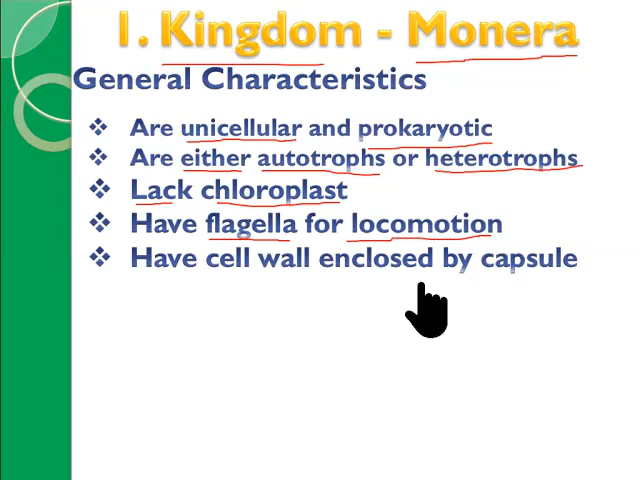 1. Kingdom - Monera
General Characteristics
❖ Are unicellular and prokaryotic
❖ Are either autotrophs or heterotrophs
❖ Lack chloroplast
❖ Have flagella for locomotion
❖ Have cell wall enclosed by capsule